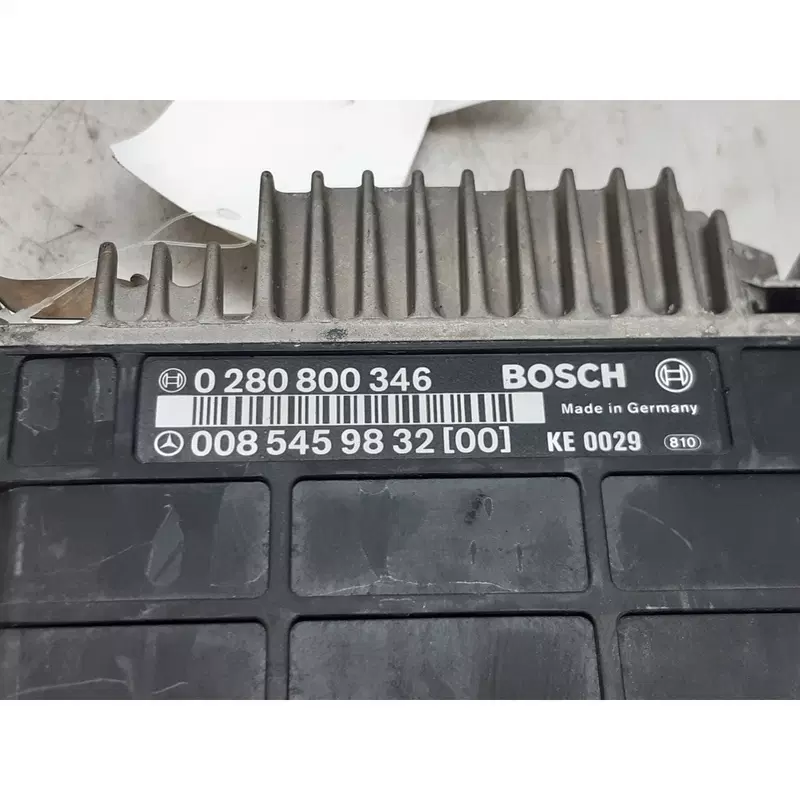 0 280 800 346 BOSCH
Made in Germany
008 545 98 32 [00] KE 0029 810